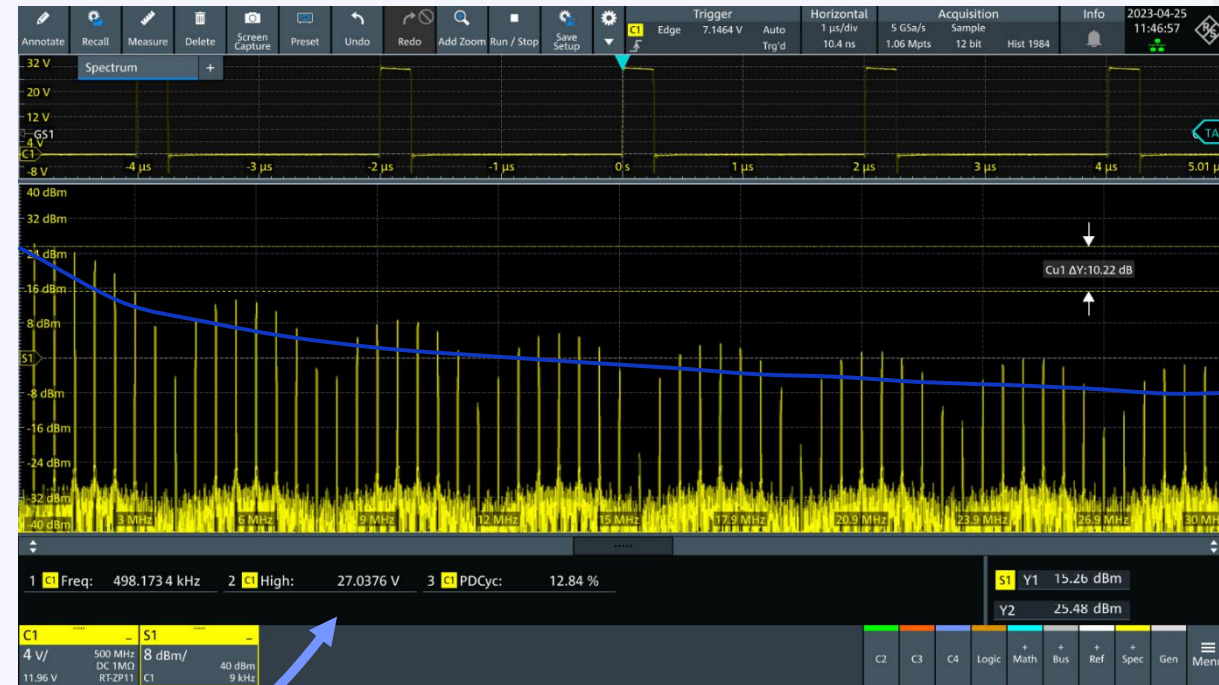 Annotate Recall Measure Delete Screen Capture Preset Undo Redo Add Zoom Run / Stop Save Setup
C1 Edge Trigger 7.1464 V Auto Trg'd
Horizontal 1 µs/div 10.4 ns
Acquisition 5 GSa/s Sample 1.06 Mpts 12 bit Hist 1984
Info 2023-04-25 11:46:57
Spectrum +
32 V
20 V
12 V
GS1
4 V
C1
-8 V
TA
-4 µs -3 µs -2 µs -1 µs 0 s 1 µs 2 µs 3 µs 4 µs 5.01 µ
40 dBm
32 dBm
24 dBm
Cu1 ΔY:10.22 dB
16 dBm
8 dBm
S1
-8 dBm
-16 dBm
-24 dBm
-32 dBm
-40 dBm
3 MHz 6 MHz 9 MHz 12 MHz 15 MHz 17.9 MHz 20.9 MHz 23.9 MHz 26.9 MHz 30 MH
1 C1 Freq: 498.173 4 kHz 2 C1 High: 27.0376 V 3 C1 PDCyc: 12.84 %
S1 Y1 15.26 dBm
Y2 25.48 dBm
C1 S1
4 V/ 500 MHz 8 dBm/
DC 1MΩ 40 dBm
11.96 V RT-ZP11 C1 9 kHz
C2 C3 C4 Logic + Math + Bus + Ref + Spec Gen Menu